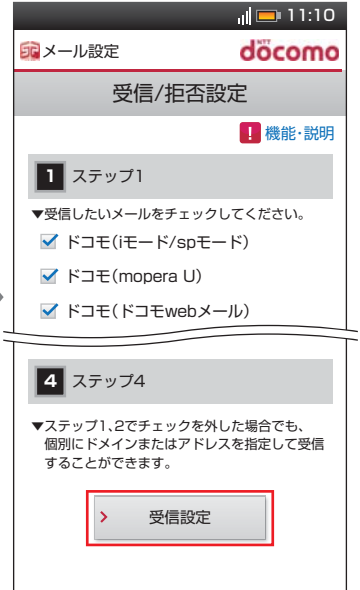 11:10
メール設定
NTT
döcomo
受信/拒否設定
! 機能・説明
1 ステップ1
▼受信したいメールをチェックしてください。
ドコモ(iモード/spモード)
ドコモ(mopera U)
ドコモ(ドコモwebメール)
4 ステップ4
▼ステップ1、2でチェックを外した場合でも、
個別にドメインまたはアドレスを指定して受信
することができます。
受信設定